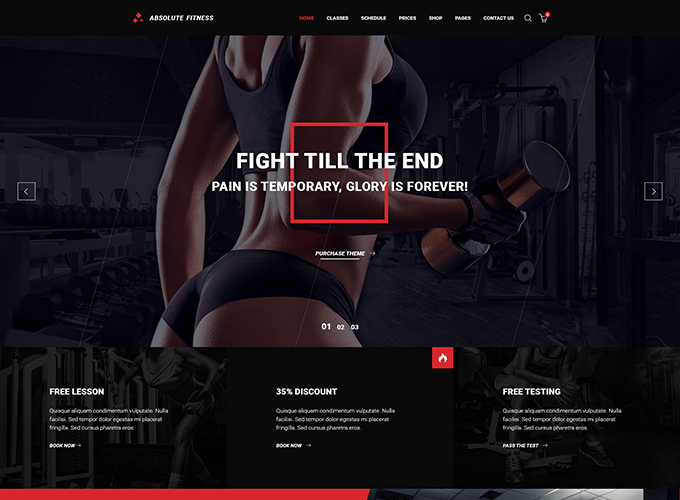 ABSOLUTE FITNESS
HOME CLASSES SCHEDULE PRICES SHOP PAGES CONTACT US
FIGHT TILL THE END
PAIN IS TEMPORARY, GLORY IS FOREVER!
PURCHASE THEME
01 02 03
FREE LESSON
Quisque aliquam condimentum vulputate. Nulla
facilisi. Sed tempor dolor egestas mi placerat
fringilla. Sed cursus pharetra eros.
BOOK NOW
35% DISCOUNT
Quisque aliquam condimentum vulputate. Nulla
facilisi. Sed tempor dolor egestas mi placerat
fringilla. Sed cursus pharetra eros.
BOOK NOW
FREE TESTING
Quisque aliquam condimentum vulputate. Nulla
facilisi. Sed tempor dolor egestas mi placerat
fringilla. Sed cursus pharetra eros.
PASS THE TEST